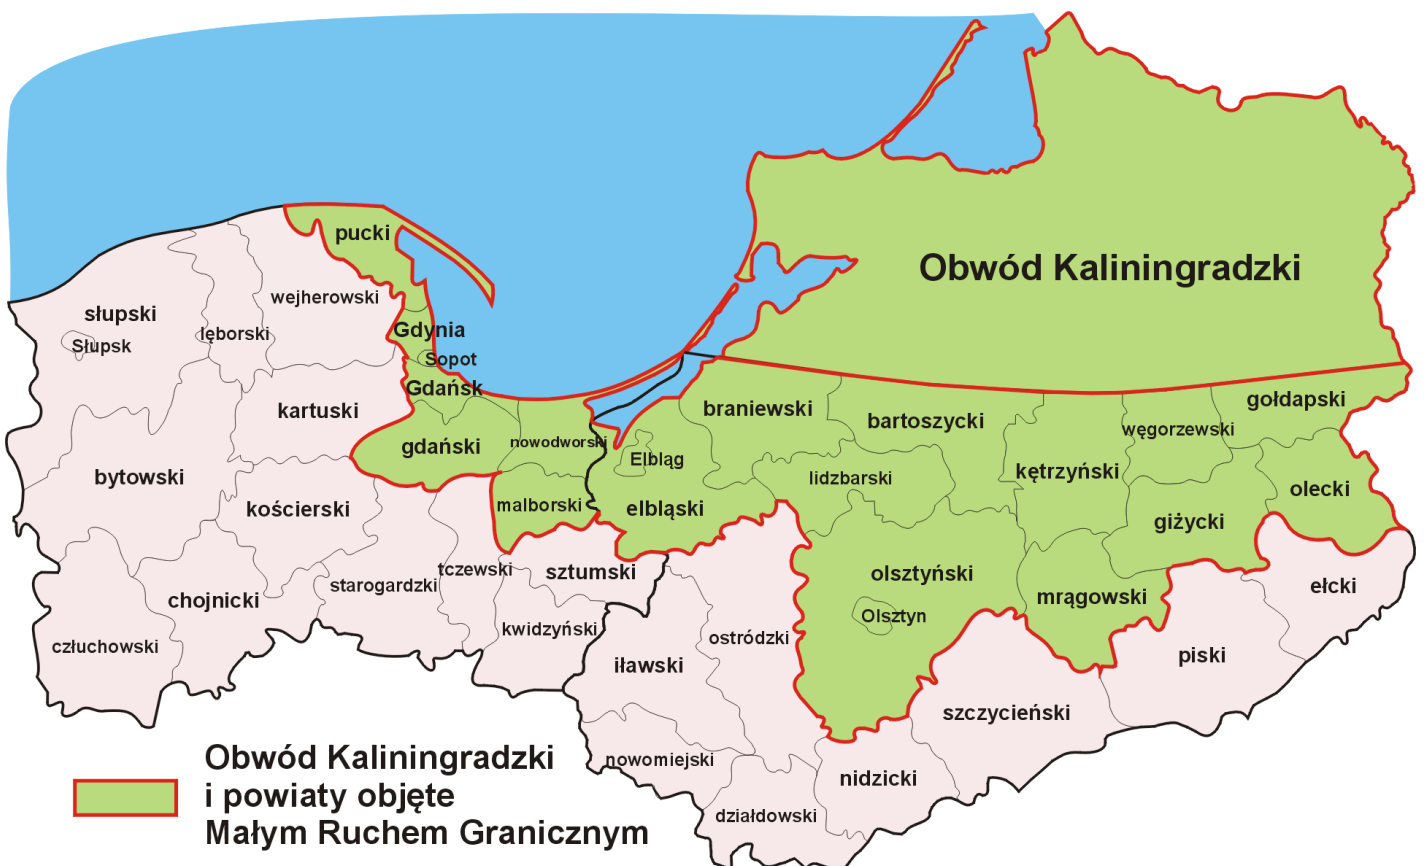 pucki
Obwód Kaliningradzki
wejherowski
słupski
Gdynia
lęborski
Słupsk
Sopot
Gdańsk
gołdapski
kartuski
braniewski
bartoszycki
węgorzewski
gdański
nowodworski
Elbląg
kętrzyński
bytowski
lidzbarski
olecki
kościerski
malborski
elbląski
giżycki
tczewski
sztumski
olsztyński
starogardzki
ełcki
chojnicki
mrągowski
Olsztyn
kwidzyński
ostródzki
człuchowski
iławski
piski
szczycieński
nowomiejski
nidzicki
działdowski
Obwód Kaliningradzki
i powiaty objęte
Małym Ruchem Granicznym